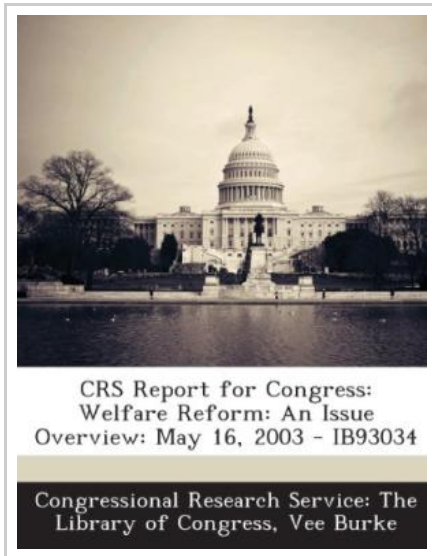 CRS Report for Congress:
Welfare Reform: An Issue
Overview: May 16, 2003 - IB93034
Congressional Research Service: The
Library of Congress, Vee Burke